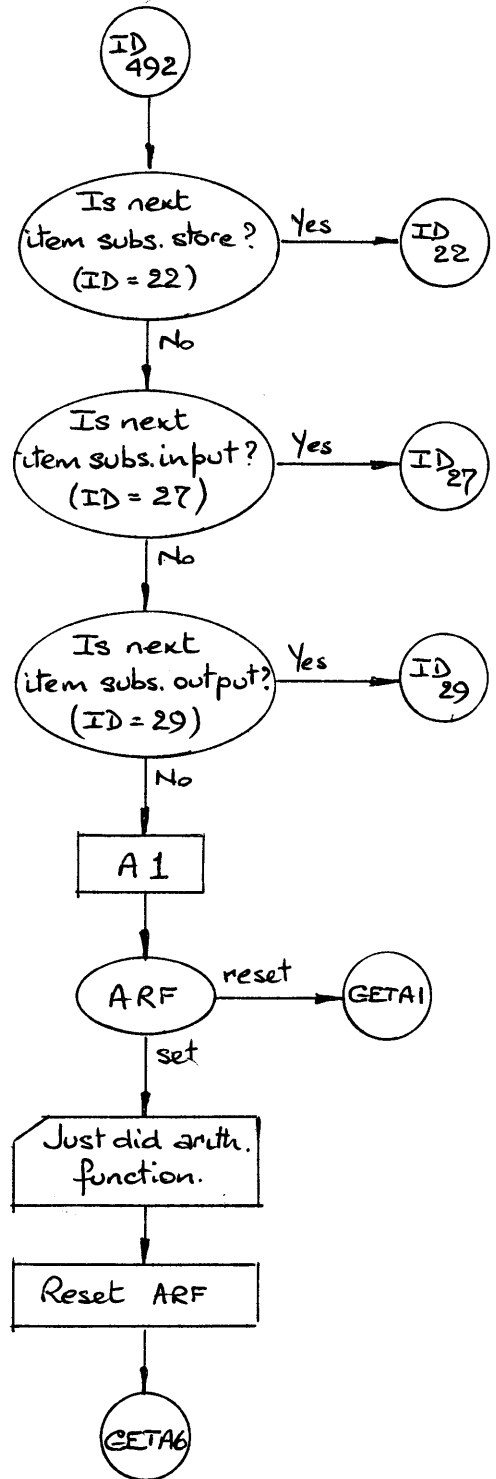 ID
492
Is next
item subs. store?
(ID = 22)
Yes
ID
22
No
Is next
item subs. input?
(ID = 27)
Yes
ID
27
No
Is next
item subs. output?
(ID = 29)
Yes
ID
29
No
A 1
ARF
reset
GETA1
set
Just did arith.
function.
Reset ARF
GETA6